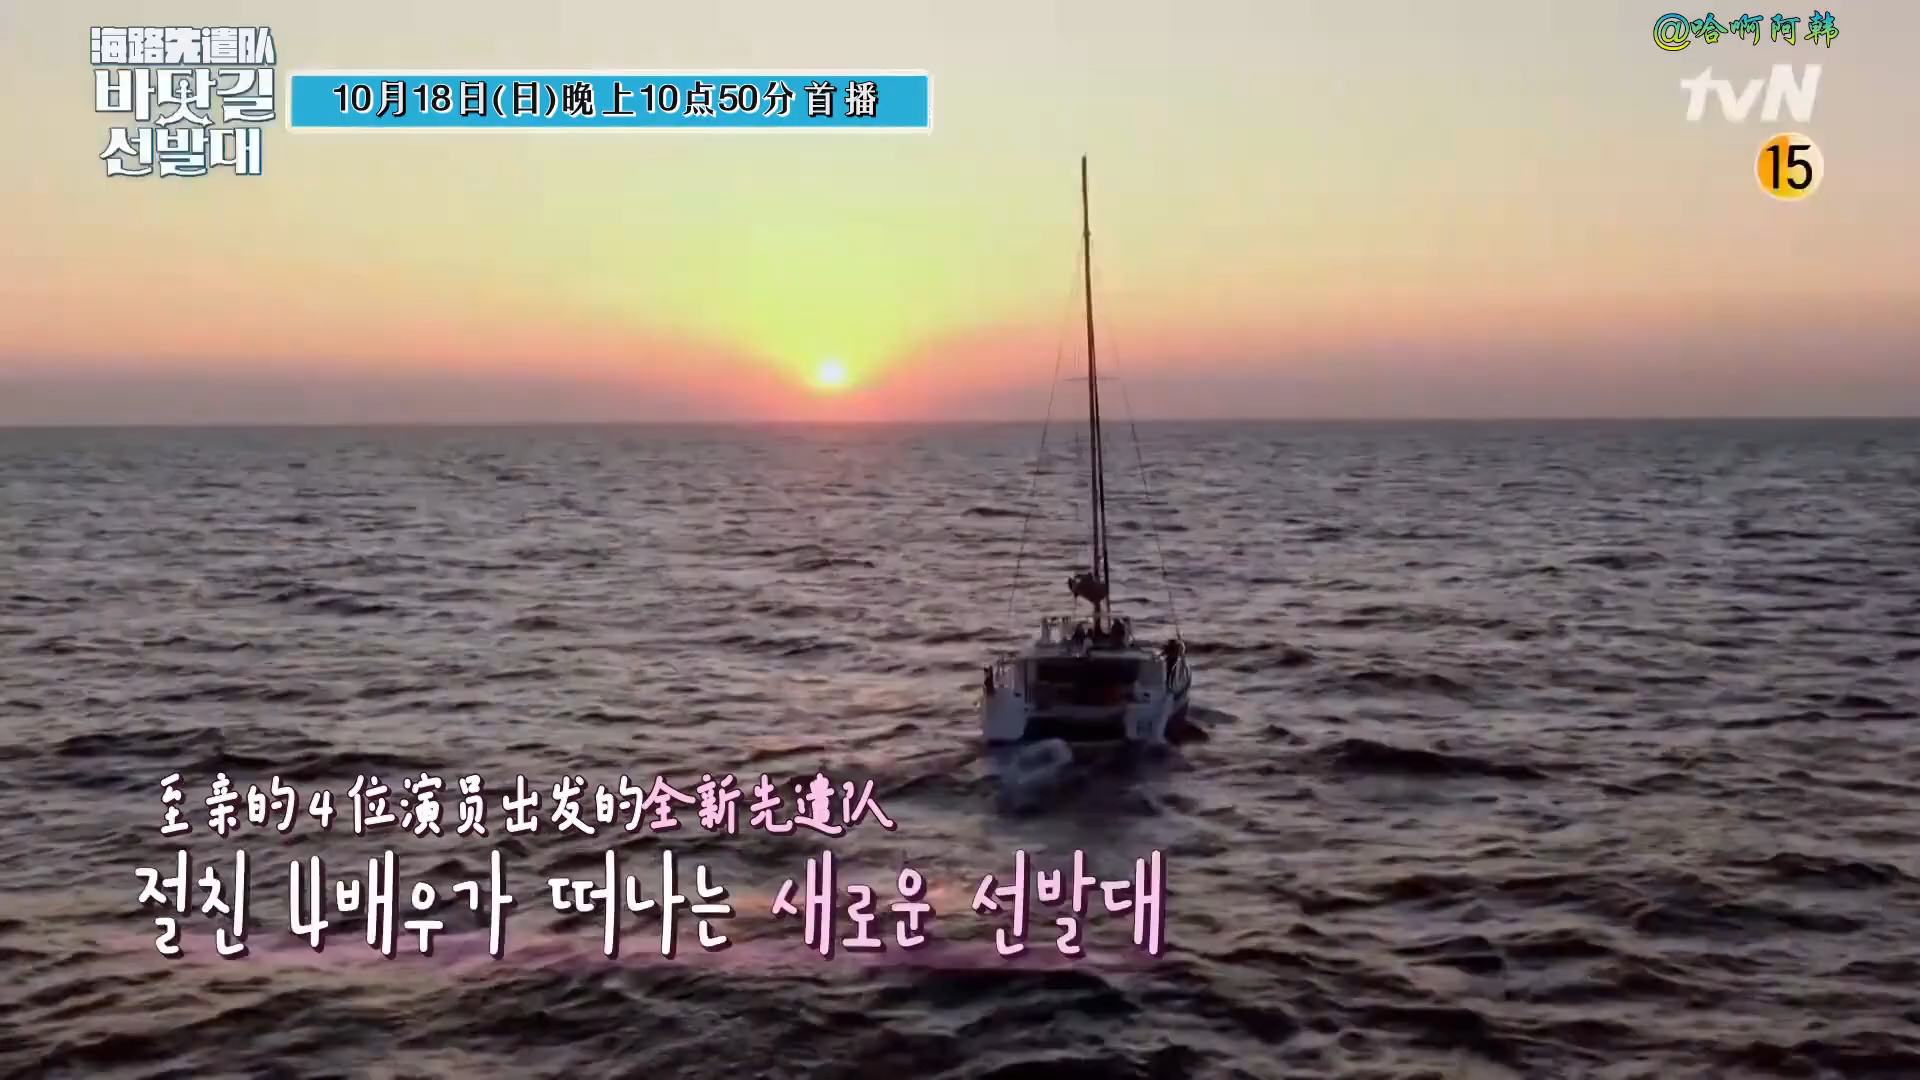 海路先遣队
바닷길
선발대
10月18日(日)晚上10点50分首播
@哈啊阿韩
tvN
15
至亲的4位演员出发的全新先遣队
절친 4배우가 떠나는 새로운 선발대